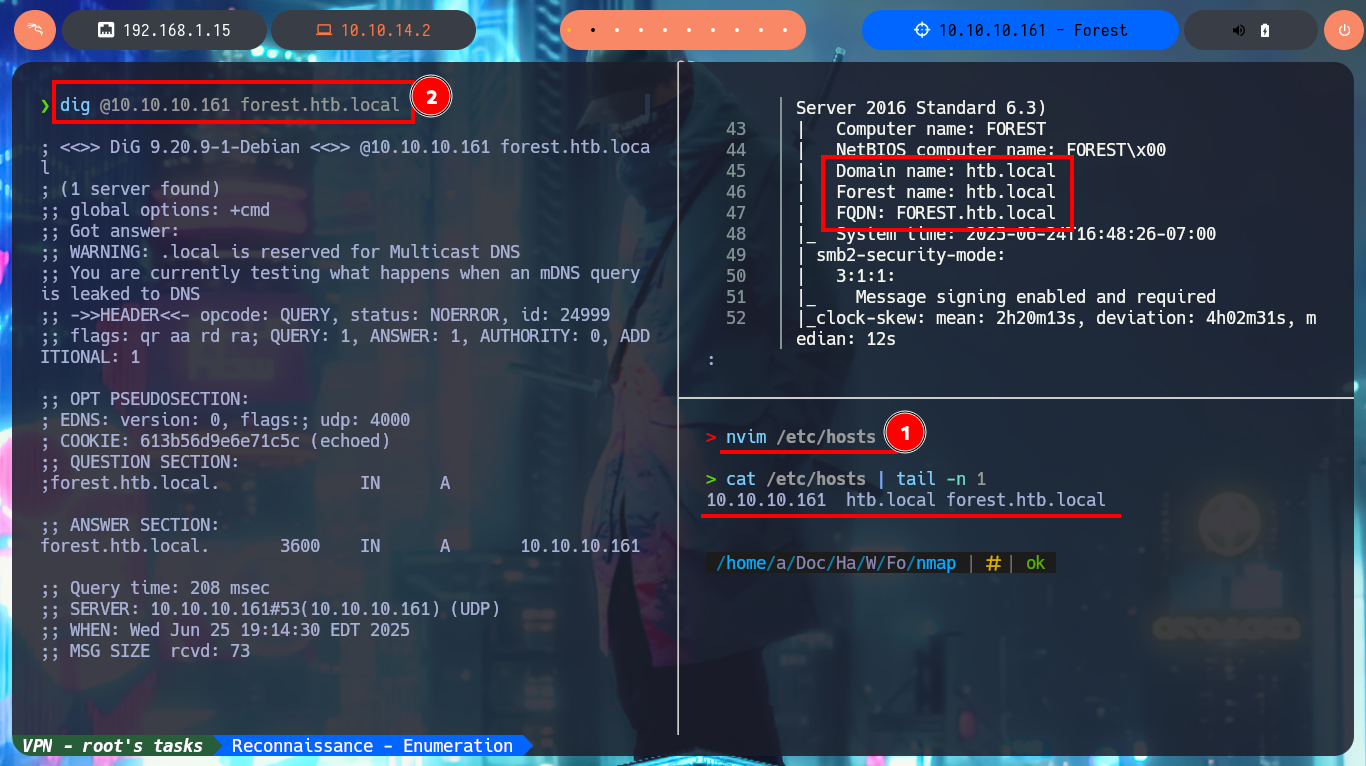 192.168.1.15
10.10.14.2
10.10.10.161 - Forest
❯ dig @10.10.10.161 forest.htb.local
2
; <<>> DiG 9.20.9-1-Debian <<>> @10.10.10.161 forest.htb.loca
l
; (1 server found)
;; global options: +cmd
;; Got answer:
;; WARNING: .local is reserved for Multicast DNS
;; You are currently testing what happens when an mDNS query
is leaked to DNS
;; ->>HEADER<<- opcode: QUERY, status: NOERROR, id: 24999
;; flags: qr aa rd ra; QUERY: 1, ANSWER: 1, AUTHORITY: 0, ADD
ITIONAL: 1
;; OPT PSEUDOSECTION:
; EDNS: version: 0, flags:; udp: 4000
; COOKIE: 613b56d9e6e71c5c (echoed)
;; QUESTION SECTION:
;forest.htb.local. IN A
;; ANSWER SECTION:
forest.htb.local. 3600 IN A 10.10.10.161
;; Query time: 208 msec
;; SERVER: 10.10.10.161#53(10.10.10.161) (UDP)
;; WHEN: Wed Jun 25 19:14:30 EDT 2025
;; MSG SIZE rcvd: 73
Server 2016 Standard 6.3)
43 | Computer name: FOREST
44 | NetBIOS computer name: FOREST\x00
45 | Domain name: htb.local
46 | Forest name: htb.local
47 | FQDN: FOREST.htb.local
48 |_ System time: 2025-06-24T16:48:26-07:00
49 | smb2-security-mode:
50 | 3:1:1:
51 |_ Message signing enabled and required
52 |_clock-skew: mean: 2h20m13s, deviation: 4h02m31s, m
edian: 12s
:
> nvim /etc/hosts
1
> cat /etc/hosts | tail -n 1
10.10.10.161 htb.local forest.htb.local
/home/a/Doc/Ha/W/Fo/nmap | # | ok
VPN - root's tasks
Reconnaissance - Enumeration